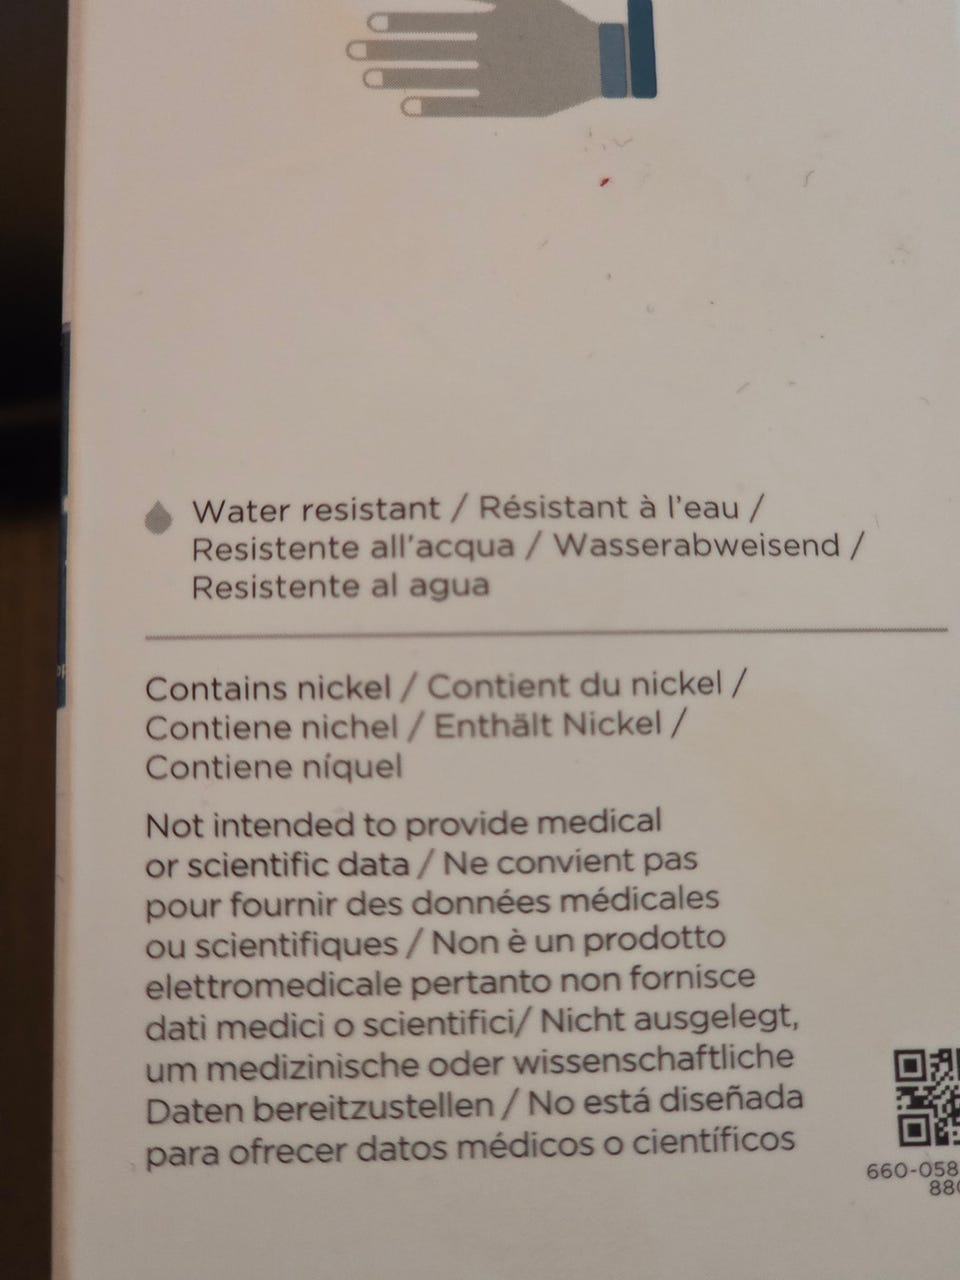 Water resistant / Résistant à l'eau /
Resistente all'acqua / Wasserabweisend /
Resistente al agua
Contains nickel / Contient du nickel /
Contiene nichel / Enthält Nickel /
Contiene níquel
Not intended to provide medical
or scientific data / Ne convient pas
pour fournir des données médicales
ou scientifiques / Non è un prodotto
elettromedicale pertanto non fornisce
dati medici o scientifici/ Nicht ausgelegt,
um medizinische oder wissenschaftliche
Daten bereitzustellen / No está diseñada
para ofrecer datos médicos o científicos
660-058
880